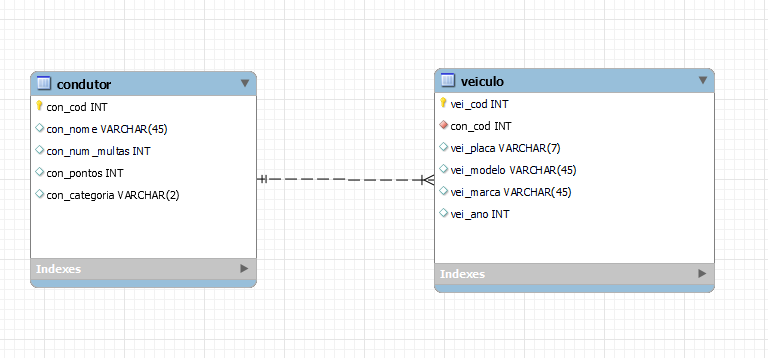 condutor
con_cod INT
con_nome VARCHAR(45)
con_num_multas INT
con_pontos INT
con_categoria VARCHAR(2)
Indexes
veiculo
vei_cod INT
con_cod INT
vei_placa VARCHAR(7)
vei_modelo VARCHAR(45)
vei_marca VARCHAR(45)
vei_ano INT
Indexes